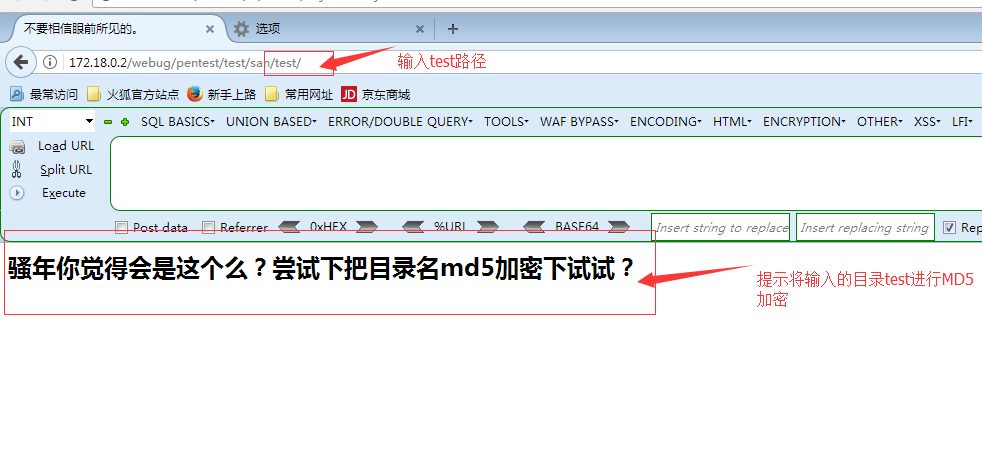 不要相信眼前所见的。
选项
172.18.0.2/webug/pentest/test/san/test/
输入test路径
最常访问 火狐官方站点 新手上路 常用网址 JD 京东商城
INT SQL BASICS UNION BASED ERROR/DOUBLE QUERY TOOLS WAF BYPASS ENCODING HTML ENCRYPTION OTHER XSS LFI
Load URL
Split URL
Execute
Post data Referrer 0xHEX %URL BASE64 Insert string to replace Insert replacing string Rep
骚年你觉得会是这个么？尝试下把目录名md5加密下试试？
提示将输入的目录test进行MD5
加密